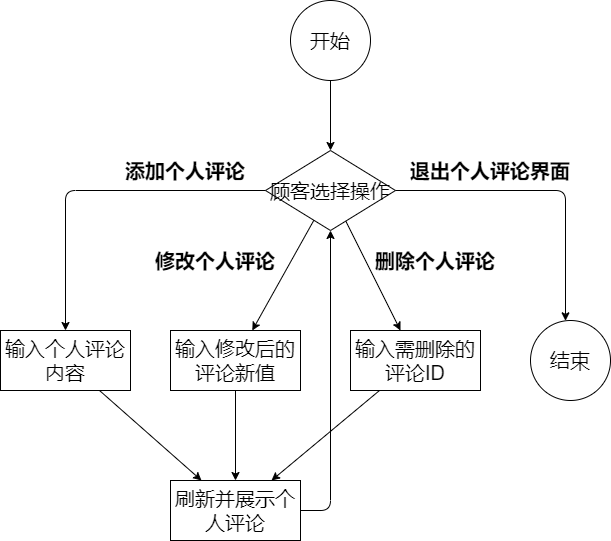 开始
添加个人评论
顾客选择操作
退出个人评论界面
修改个人评论
删除个人评论
输入个人评论
内容
输入修改后的
评论新值
输入需删除的
评论ID
结束
刷新并展示个
人评论